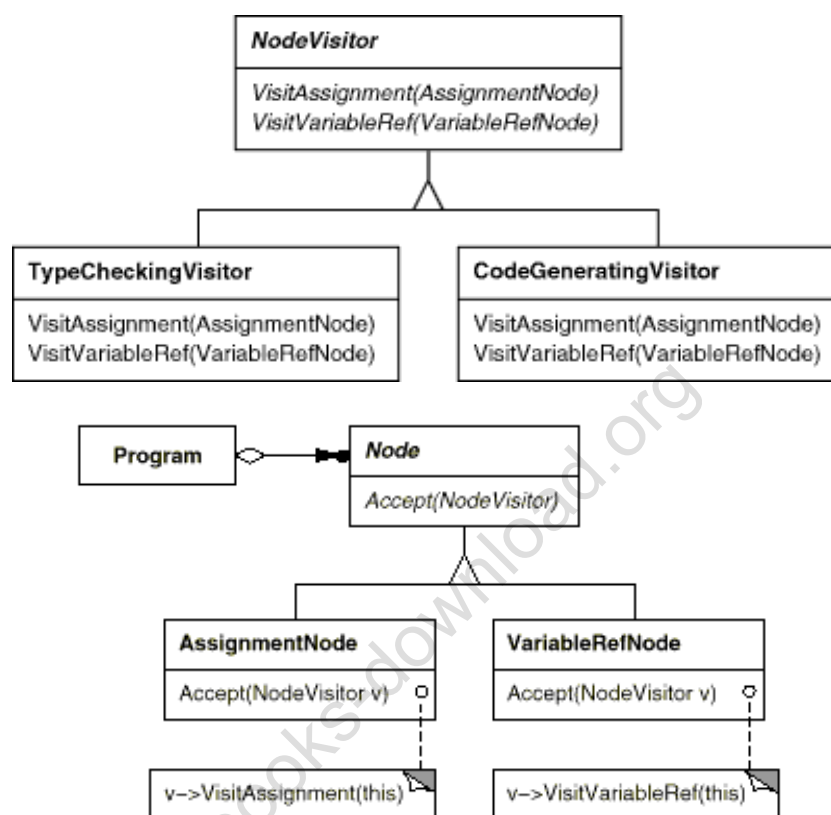 NodeVisitor
VisitAssignment(AssignmentNode)
VisitVariableRef(VariableRefNode)
TypeCheckingVisitor
VisitAssignment(AssignmentNode)
VisitVariableRef(VariableRefNode)
CodeGeneratingVisitor
VisitAssignment(AssignmentNode)
VisitVariableRef(VariableRefNode)
Program
Node
Accept(NodeVisitor)
AssignmentNode
Accept(NodeVisitor v)
VariableRefNode
Accept(NodeVisitor v)
v->VisitAssignment(this)
v->VisitVariableRef(this)
ooks-download.org